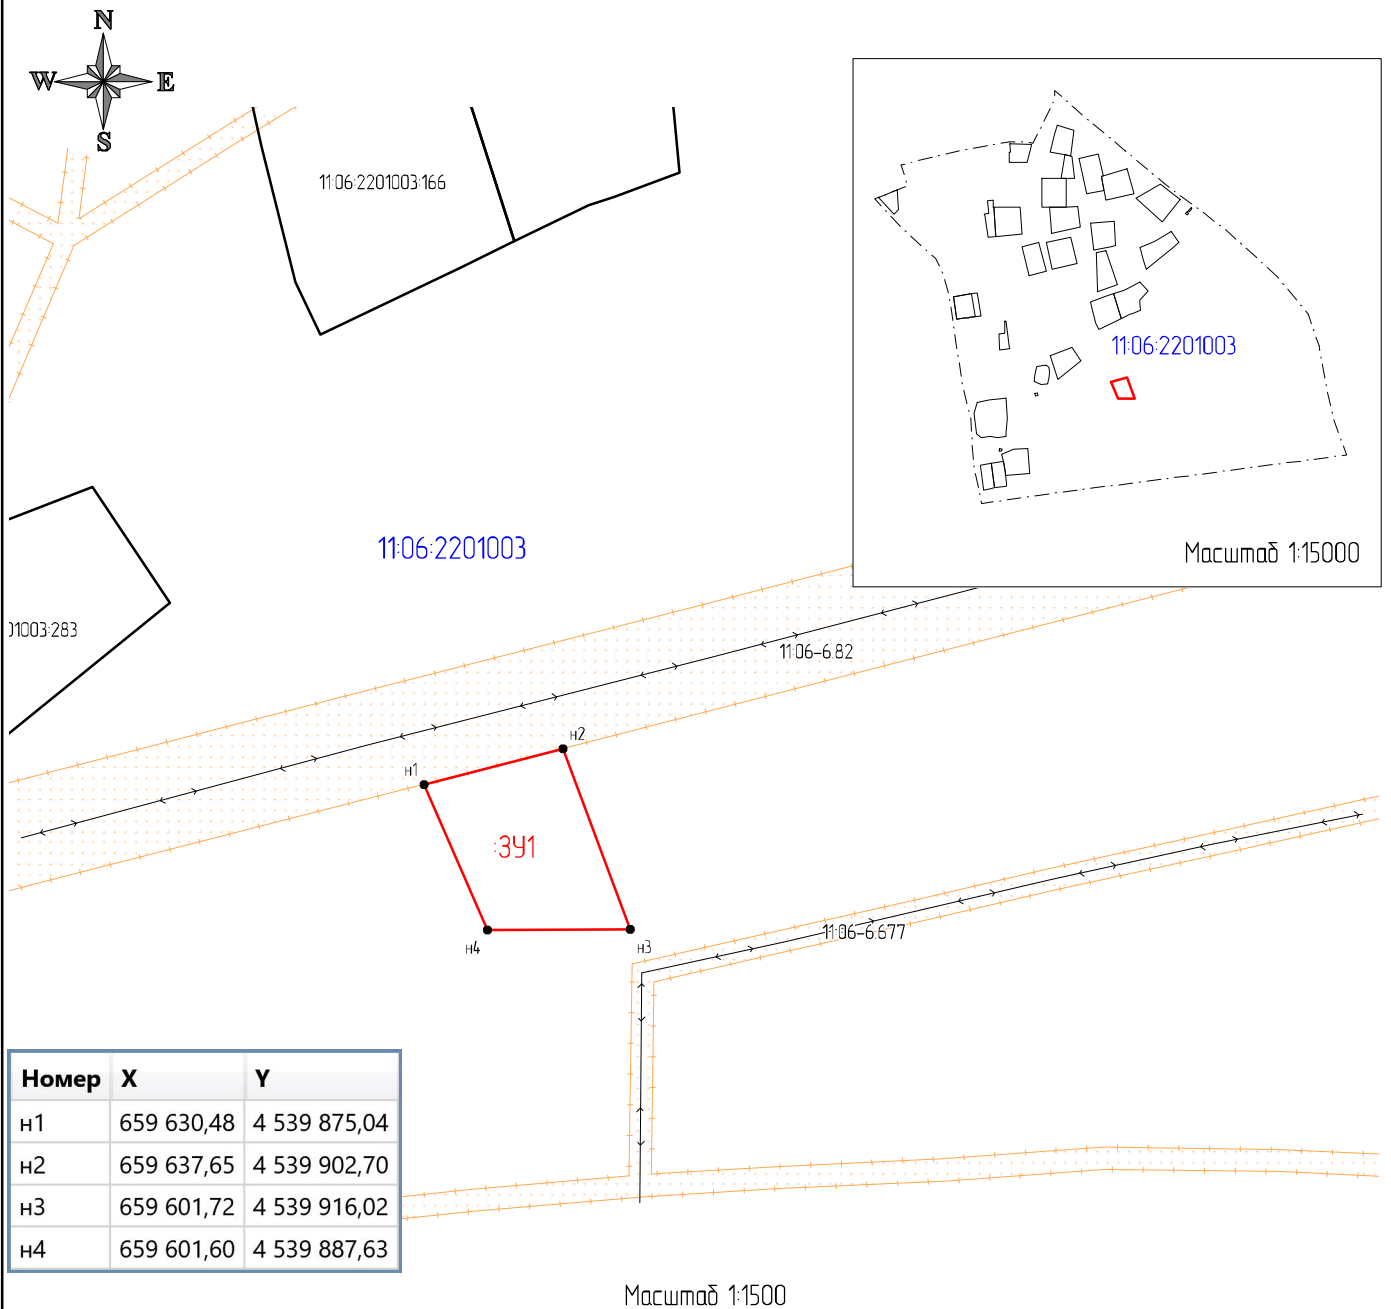 N
W E
S
11:06:2201003:166
11:06:2201003
Масштаб 1:15000
11:06:2201003
01003:283
11:06-6.82
н2
н1
:ЗУ1
н4
н3
11:06-6.677
Номер X Y
н1 659 630,48 4 539 875,04
н2 659 637,65 4 539 902,70
н3 659 601,72 4 539 916,02
н4 659 601,60 4 539 887,63
Масштаб 1:1500